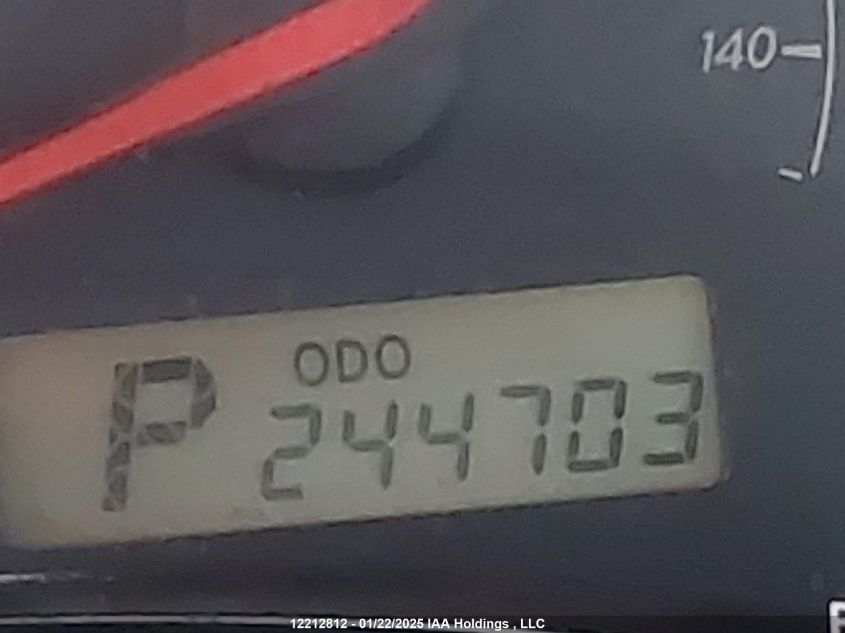 140
ODO
P 244703
12212812 - 01/22/2025 IAA Holdings , LLC